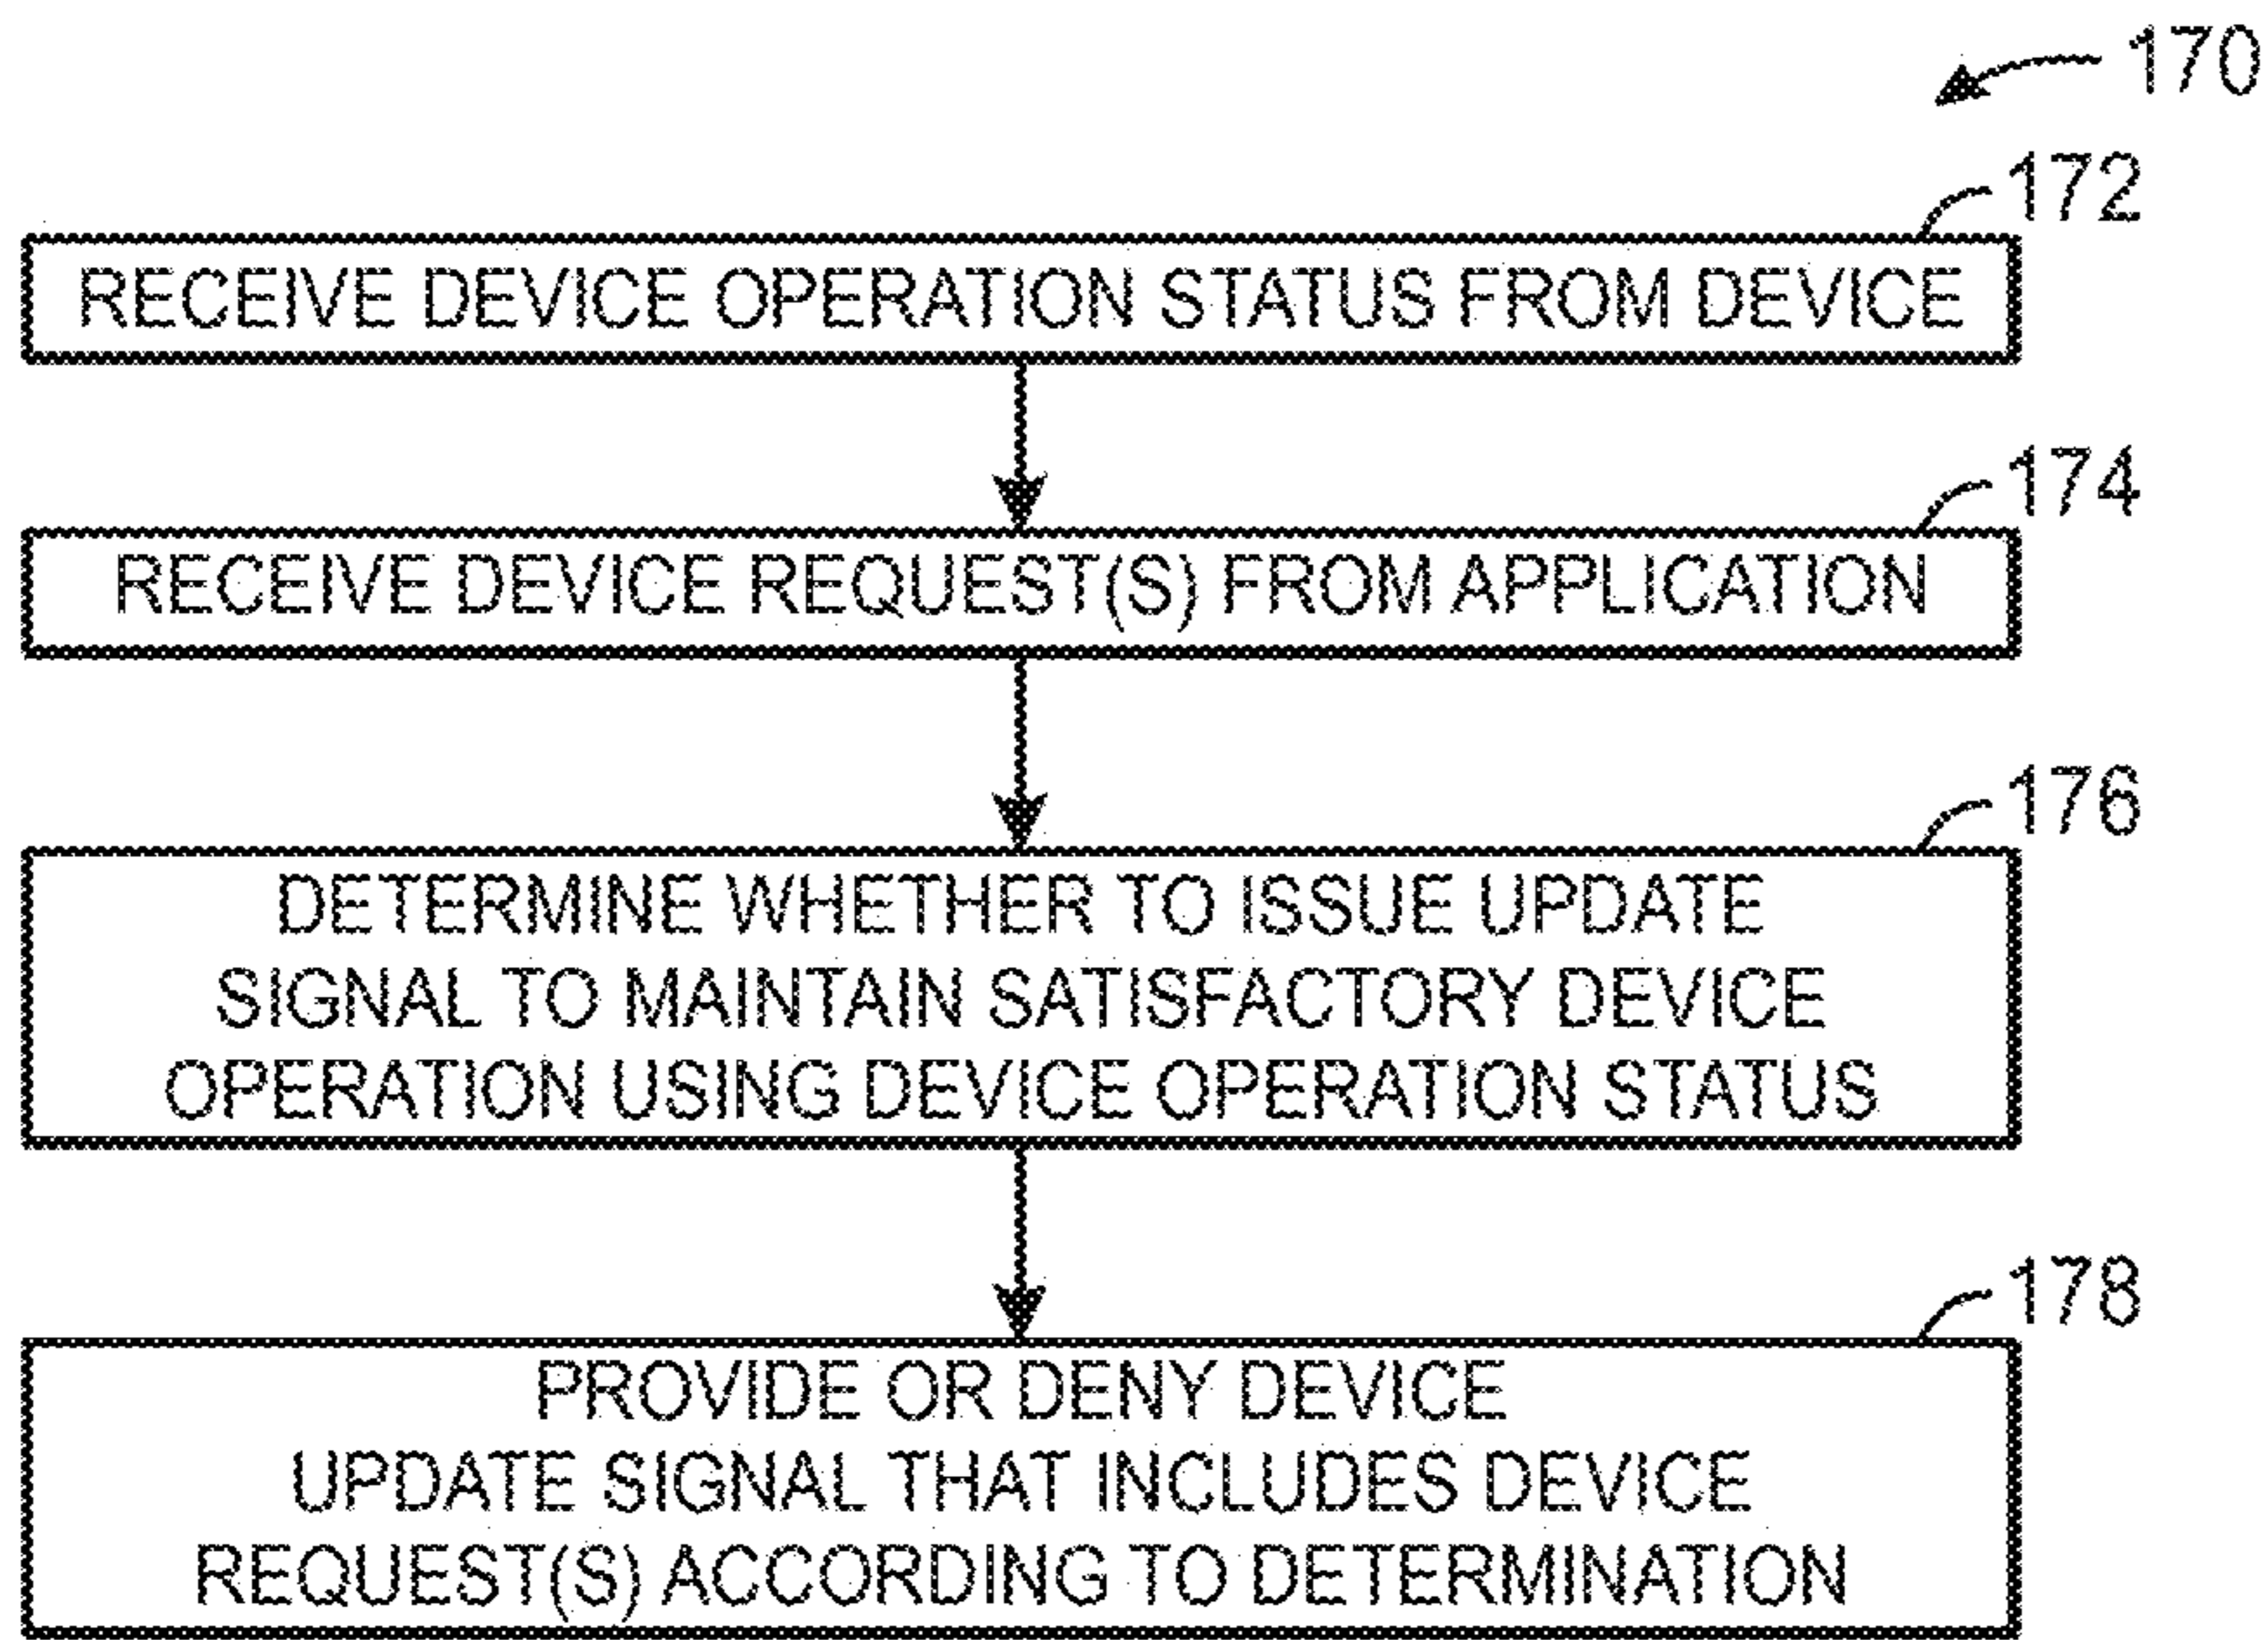 170
172
RECEIVE DEVICE OPERATION STATUS FROM DEVICE
174
RECEIVE DEVICE REQUEST(S) FROM APPLICATION
176
DETERMINE WHETHER TO ISSUE UPDATE
SIGNAL TO MAINTAIN SATISFACTORY DEVICE
OPERATION USING DEVICE OPERATION STATUS
178
PROVIDE OR DENY DEVICE
UPDATE SIGNAL THAT INCLUDES DEVICE
REQUEST(S) ACCORDING TO DETERMINATION